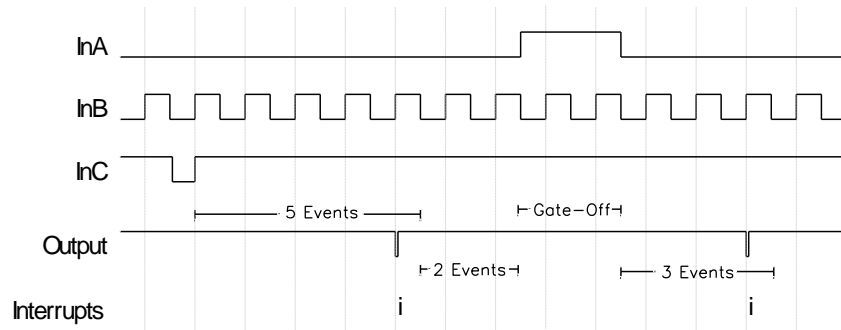 InA
InB
InC
5 Events
Gate-Off
Output
2 Events
3 Events
Interrupts
i
i